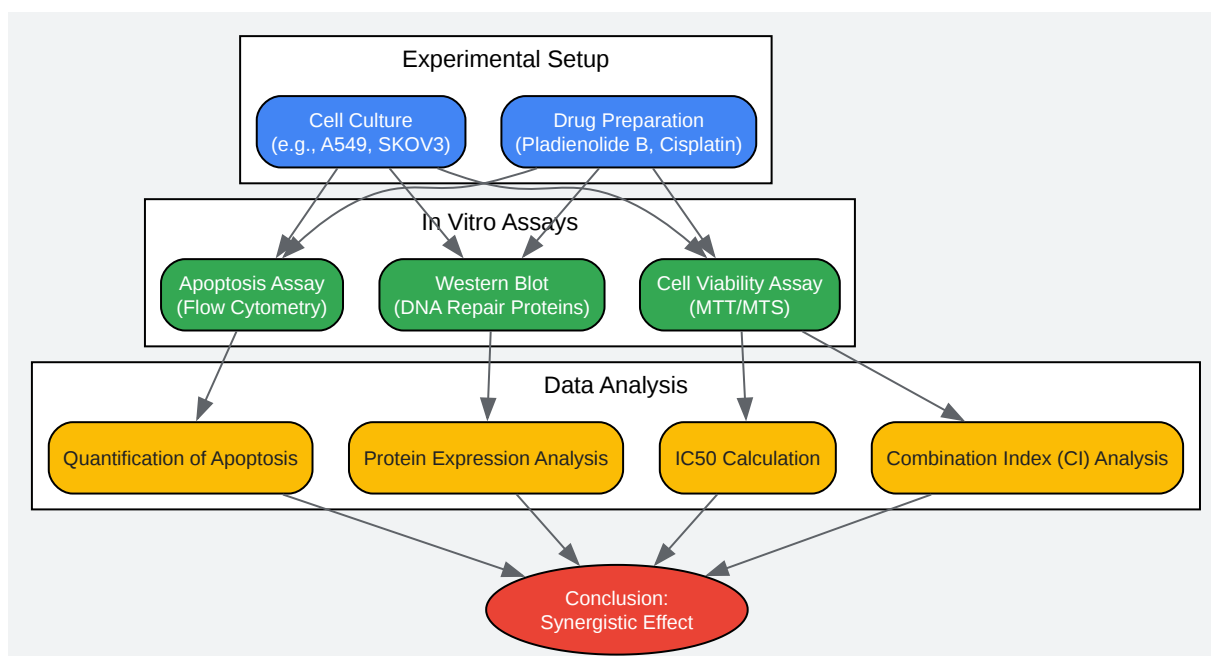 Experimental Setup
Cell Culture
(e.g., A549, SKOV3)
Drug Preparation
(Pladienolide B, Cisplatin)
In Vitro Assays
Apoptosis Assay
(Flow Cytometry)
Western Blot
(DNA Repair Proteins)
Cell Viability Assay
(MTT/MTS)
Data Analysis
Quantification of Apoptosis
Protein Expression Analysis
IC50 Calculation
Combination Index (CI) Analysis
Conclusion:
Synergistic Effect